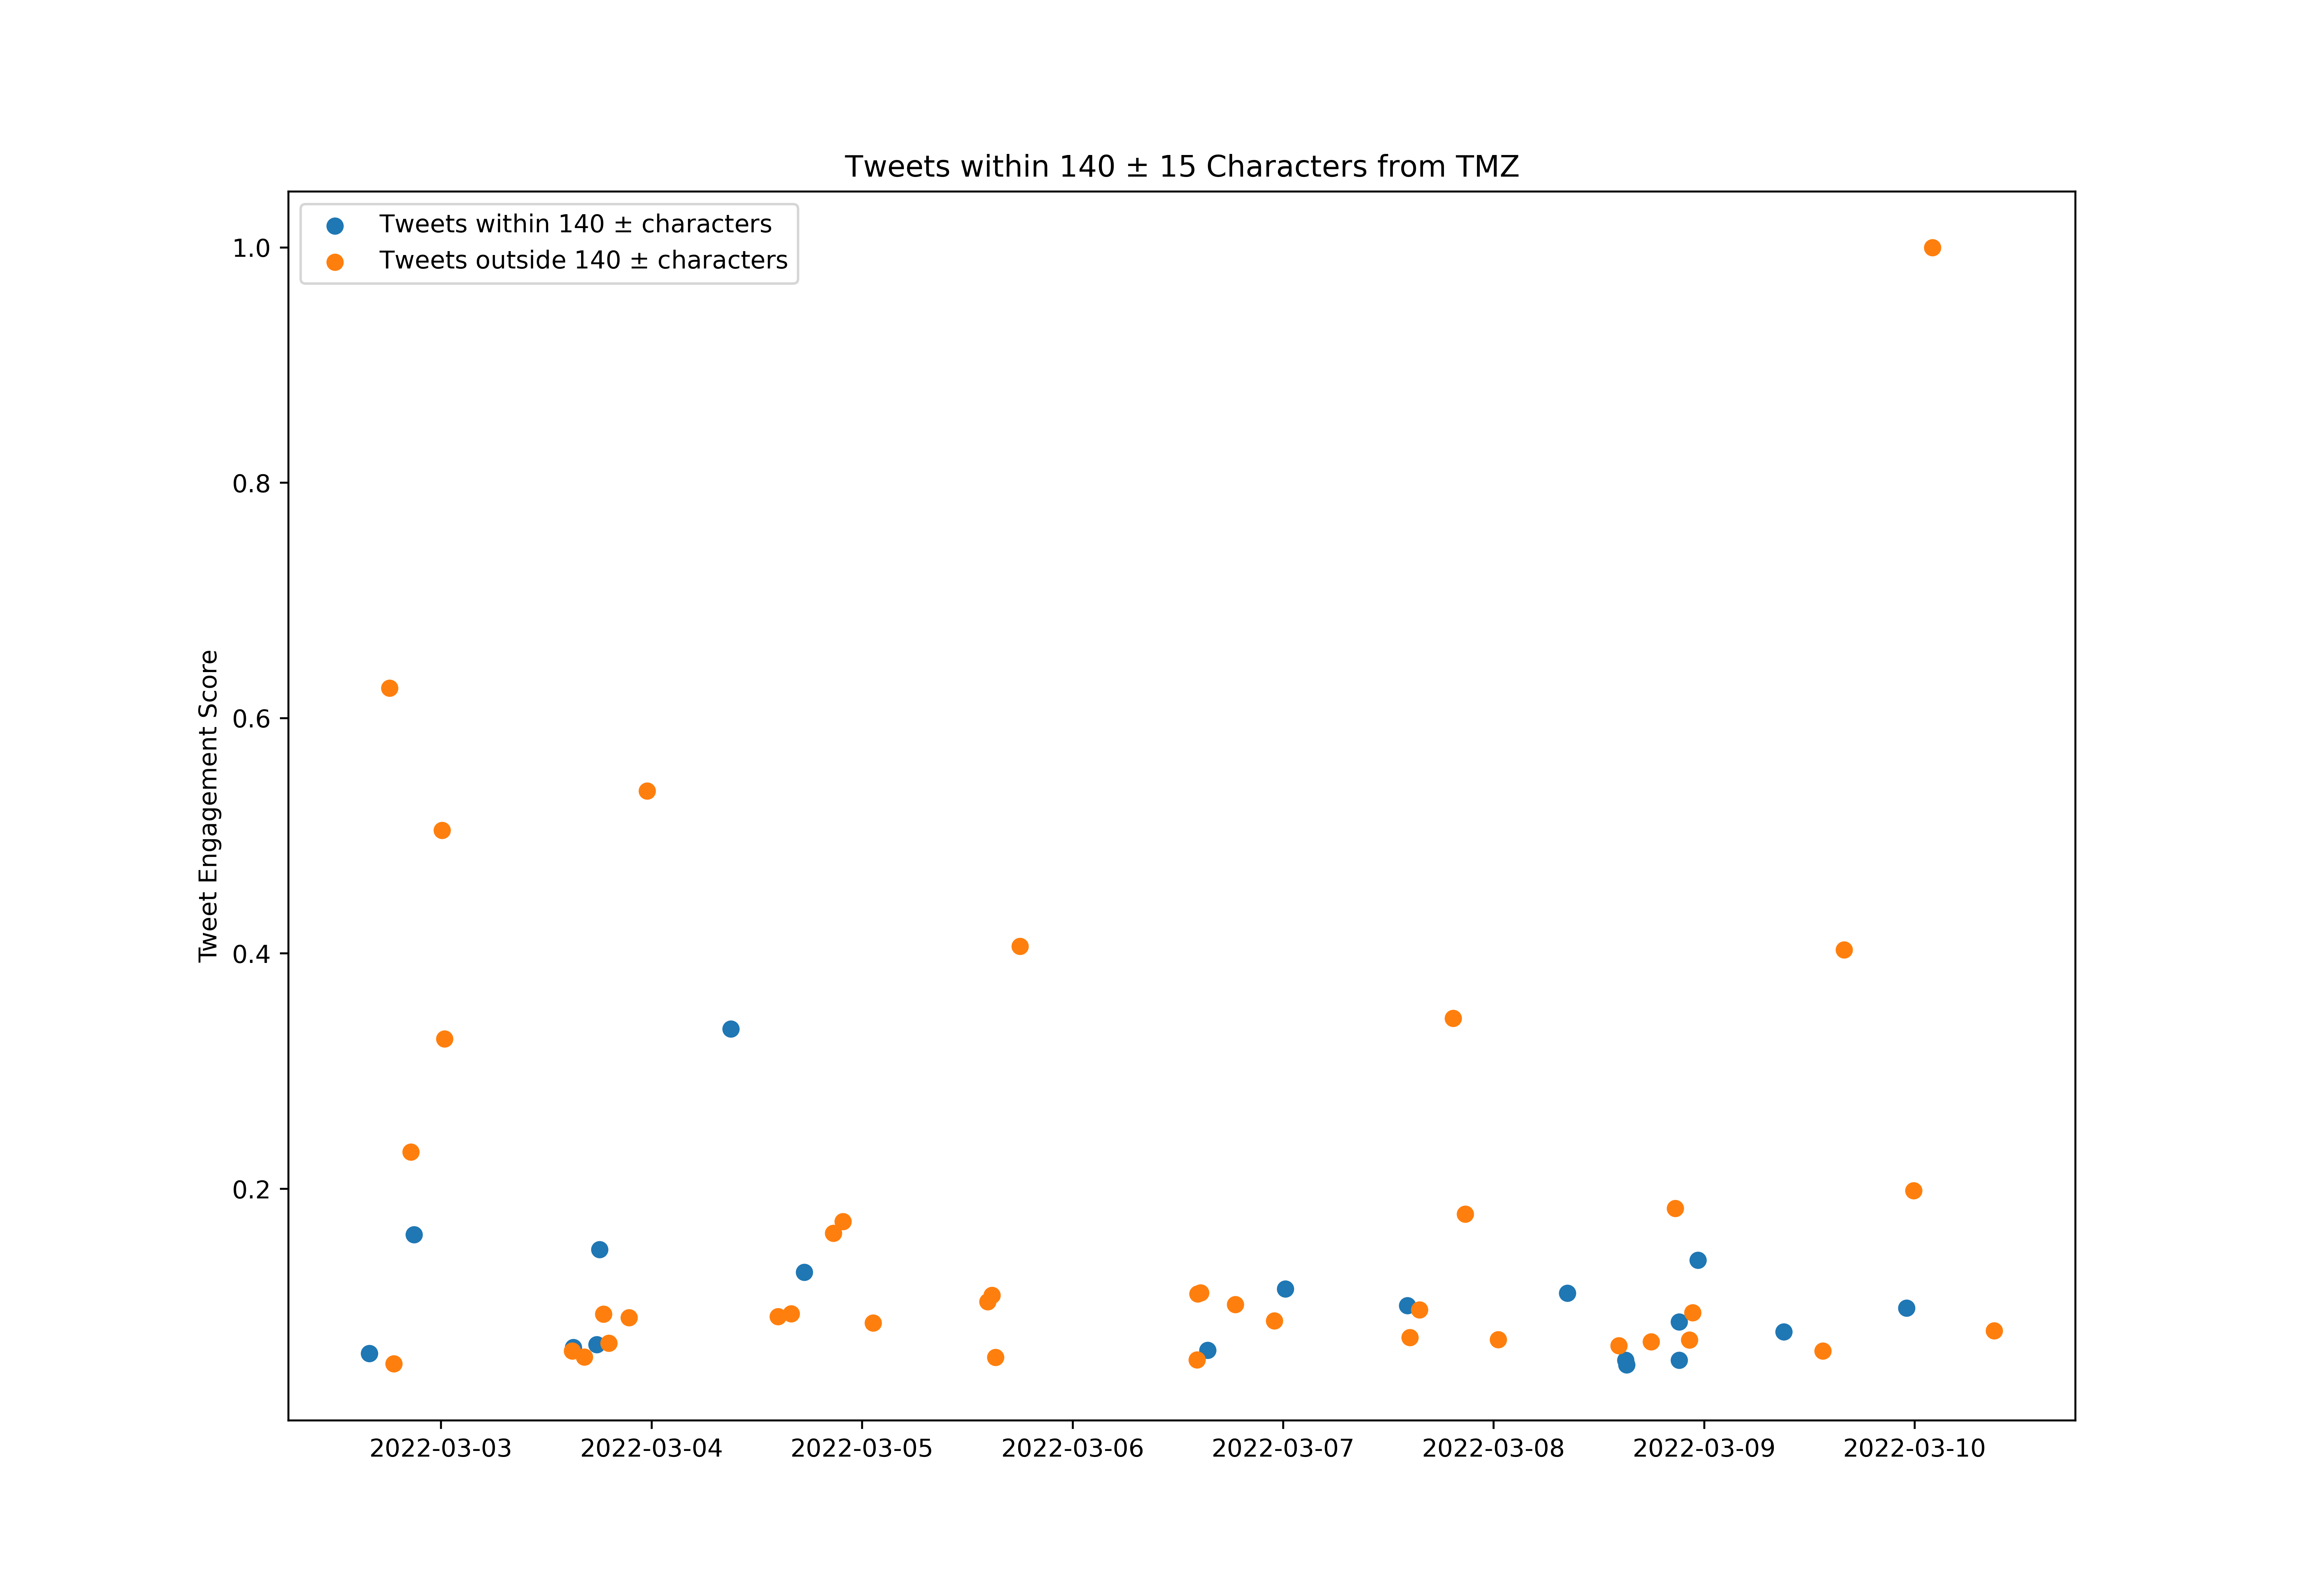 Tweets within 140 ± 15 Characters from TMZ
Tweets within 140 ± characters
Tweets outside 140 ± characters
1.0
0.8
0.6
0.4
0.2
Tweet Engagement Score
2022-03-03 2022-03-04 2022-03-05 2022-03-06 2022-03-07 2022-03-08 2022-03-09 2022-03-10